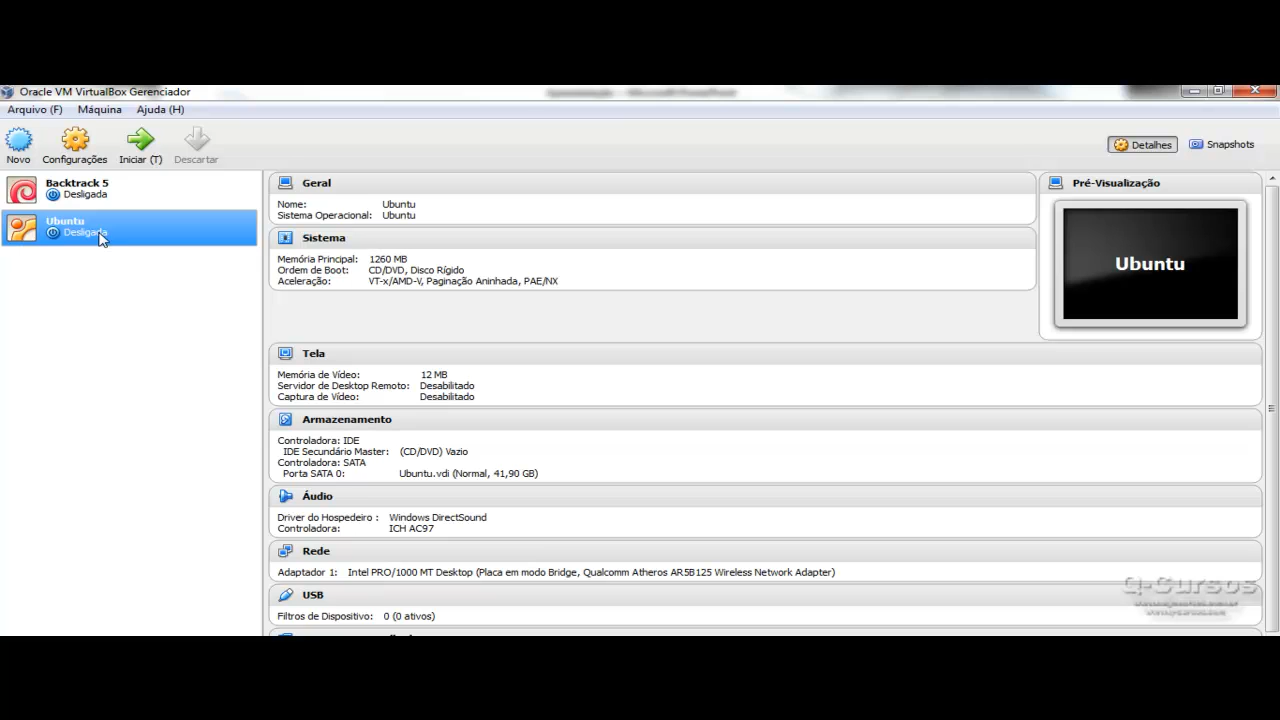 Oracle VM VirtualBox Gerenciador
Arquivo (F) Máquina Ajuda (H)
Novo Configurações Iniciar (T) Descartar
Detalhes Snapshots
Backtrack 5
Desligada
Ubuntu
Desligada
Geral
Nome: Ubuntu
Sistema Operacional: Ubuntu
Sistema
Memória Principal: 1260 MB
Ordem de Boot: CD/DVD, Disco Rígido
Aceleração: VT-x/AMD-V, Paginação Aninhada, PAE/NX
Pré-Visualização
Ubuntu
Tela
Memória de Vídeo: 12 MB
Servidor de Desktop Remoto: Desabilitado
Captura de Vídeo: Desabilitado
Armazenamento
Controladora: IDE
IDE Secundário Master: (CD/DVD) Vazio
Controladora: SATA
Porta SATA 0: Ubuntu.vdi (Normal, 41,90 GB)
Áudio
Driver do Hospedeiro : Windows DirectSound
Controladora: ICH AC97
Rede
Adaptador 1: Intel PRO/1000 MT Desktop (Placa em modo Bridge, Qualcomm Atheros AR5B125 Wireless Network Adapter)
USB
Filtros de Dispositivo: 0 (0 ativos)
Q-Cursos